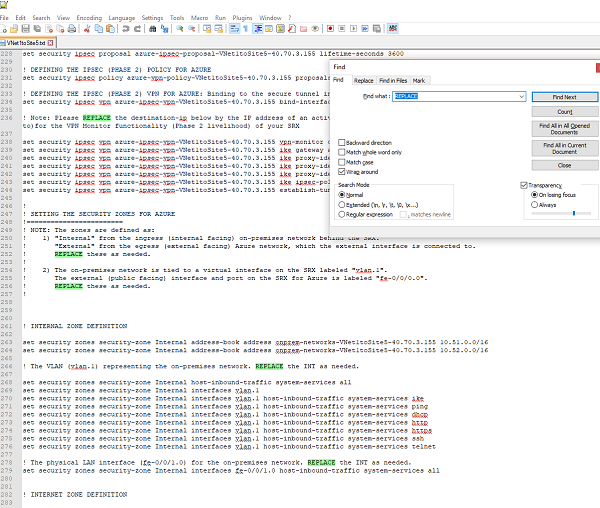 File Edit Search View Encoding Language Settings Tools Macro Run Plugins Window ?
VNet1toSite5.txt
228 set security ipsec proposal azure-ipsec-proposal-VNet1toSite5-40.70.3.155 lifetime-seconds 3600
229
230 ! DEFINING THE IPSEC (PHASE 2) POLICY FOR AZURE
231 set security ipsec policy azure-vpn-policy-VNet1toSite5-40.70.3.155 proposals
232
233 ! DEFINING THE IPSEC (PHASE 2) VPN FOR AZURE: Binding to the secure tunnel in
234 set security ipsec vpn azure-ipsec-vpn-VNet1toSite5-40.70.3.155 bind-interfa
235
236 ! Note: Please REPLACE the destination-ip below by the IP address of an activ
to)for the VPN Monitor functionality (Phase 2 livelihood) of your SRX
237
238 set security ipsec vpn azure-ipsec-vpn-VNet1toSite5-40.70.3.155 vpn-monitor
239 set security ipsec vpn azure-ipsec-vpn-VNet1toSite5-40.70.3.155 ike gateway
240 set security ipsec vpn azure-ipsec-vpn-VNet1toSite5-40.70.3.155 ike proxy-ide
241 set security ipsec vpn azure-ipsec-vpn-VNet1toSite5-40.70.3.155 ike proxy-ide
242 set security ipsec vpn azure-ipsec-vpn-VNet1toSite5-40.70.3.155 ike proxy-ide
243 set security ipsec vpn azure-ipsec-vpn-VNet1toSite5-40.70.3.155 ike ipsec-pol
244 set security ipsec vpn azure-ipsec-vpn-VNet1toSite5-40.70.3.155 establish-tun
245
246 !
247 ! SETTING THE SECURITY ZONES FOR AZURE
249 ! NOTE: The zones are defined as:
250 ! 1) "Internal" from the ingress (internal facing) on-premises network behind the SRX.
251 ! "External" from the egress (external facing) Azure network, which the external interface is connected to.
252 ! REPLACE these as needed.
253 !
254 ! 2) The on-premises network is tied to a virtual interface on the SRX labeled "vlan.1".
255 ! The external (public facing) interface and port on the SRX for Azure is labeled "fe-0/0/0.0".
256 ! REPLACE these as needed.
257 !
258
259
260
261 ! INTERNAL ZONE DEFINITION
262
263 set security zones security-zone Internal address-book address onprem-networks-VNet1toSite5-40.70.3.155 10.51.0.0/16
264 set security zones security-zone Internal address-book address onprem-networks-VNet1toSite5-40.70.3.155 10.52.0.0/16
265
266 ! The VLAN (vlan.1) representing the on-premises network. REPLACE the INT as needed.
267
268 set security zones security-zone Internal host-inbound-traffic system-services all
269 set security zones security-zone Internal interfaces vlan.1
270 set security zones security-zone Internal interfaces vlan.1 host-inbound-traffic system-services ike
271 set security zones security-zone Internal interfaces vlan.1 host-inbound-traffic system-services ping
272 set security zones security-zone Internal interfaces vlan.1 host-inbound-traffic system-services dhcp
273 set security zones security-zone Internal interfaces vlan.1 host-inbound-traffic system-services http
274 set security zones security-zone Internal interfaces vlan.1 host-inbound-traffic system-services https
275 set security zones security-zone Internal interfaces vlan.1 host-inbound-traffic system-services ssh
276 set security zones security-zone Internal interfaces vlan.1 host-inbound-traffic system-services telnet
277
278 ! The physical LAN interface (fe-0/0/1.0) for the on-premises network. REPLACE the INT as needed.
279 set security zones security-zone Internal interfaces fe-0/0/1.0 host-inbound-traffic system-services all
280
281
282 ! INTERNET ZONE DEFINITION
283
Find
Find Replace Find in Files Mark
Find what : REPLACE
Find Next
Count
Find All in All Opened Documents
Find All in Current Document
Close
Backward direction
Match whole word only
Match case
Wrap around
Search Mode
Normal
Extended (\n, \r, \t, \0, \x...)
Regular expression . matches newline
Transparency
On losing focus
Always